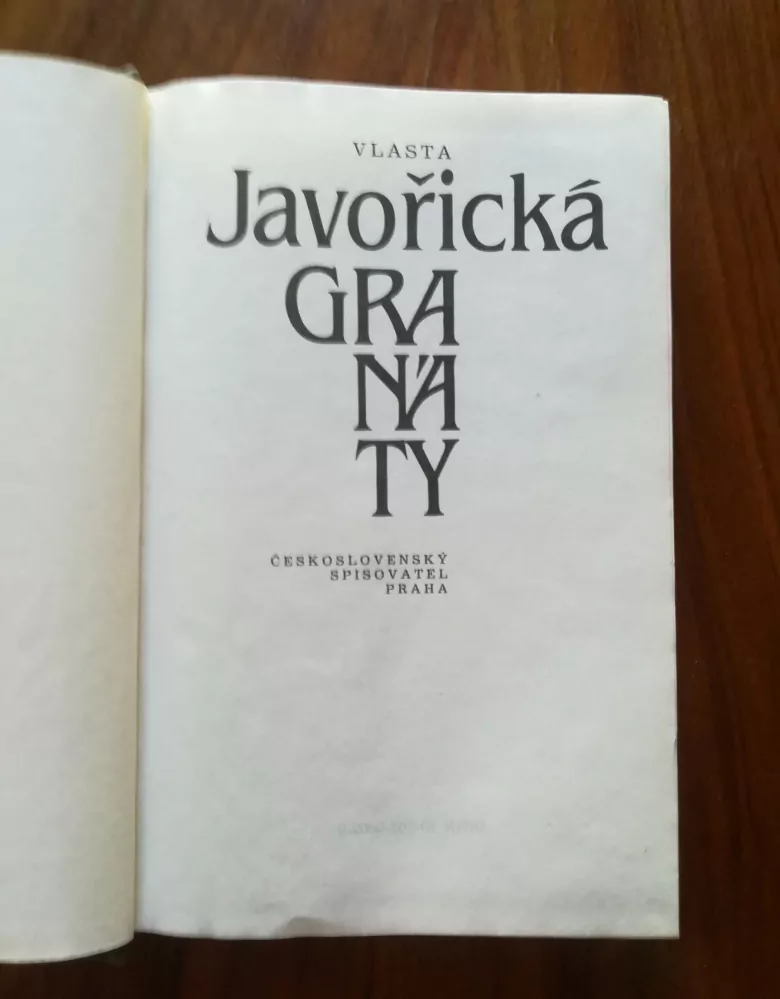 VLASTA
Javořická
GRA
NÁ
TY
ČESKOSLOVENSKÝ
SPISOVATEL
PRAHA